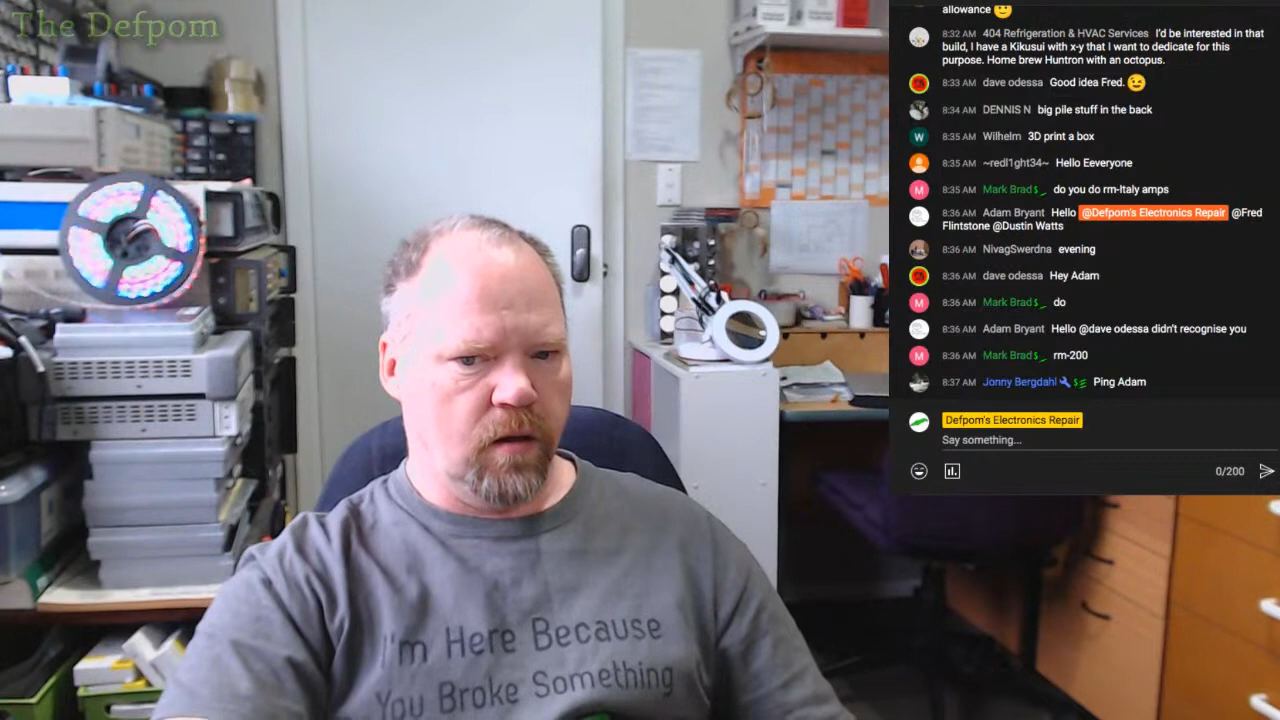 The Defpom
allowance
8:32 AM 404 Refrigeration & HVAC Services I'd be interested in that
build, I have a Kikusui with x-y that I want to dedicate for this
purpose. Home brew Huntron with an octopus.
8:33 AM dave odessa Good idea Fred.
8:34 AM DENNIS N big pile stuff in the back
W
8:35 AM Wilhelm 3D print a box
8:35 AM ~redl1ght34~ Hello Eeveryone
M
8:35 AM Mark Brad do you do rm-Italy amps
8:36 AM Adam Bryant Hello @Defpom's Electronics Repair @Fred
Flintstone @Dustin Watts
8:36 AM NivagSwerdna evening
8:36 AM dave odessa Hey Adam
M
8:36 AM Mark Brad do
8:36 AM Adam Bryant Hello @dave odessa didn't recognise you
M
8:36 AM Mark Brad rm-200
8:37 AM Jonny Bergdahl Ping Adam
Defpom's Electronics Repair
Say something...
0/200
I'm Here Because
You Broke Something